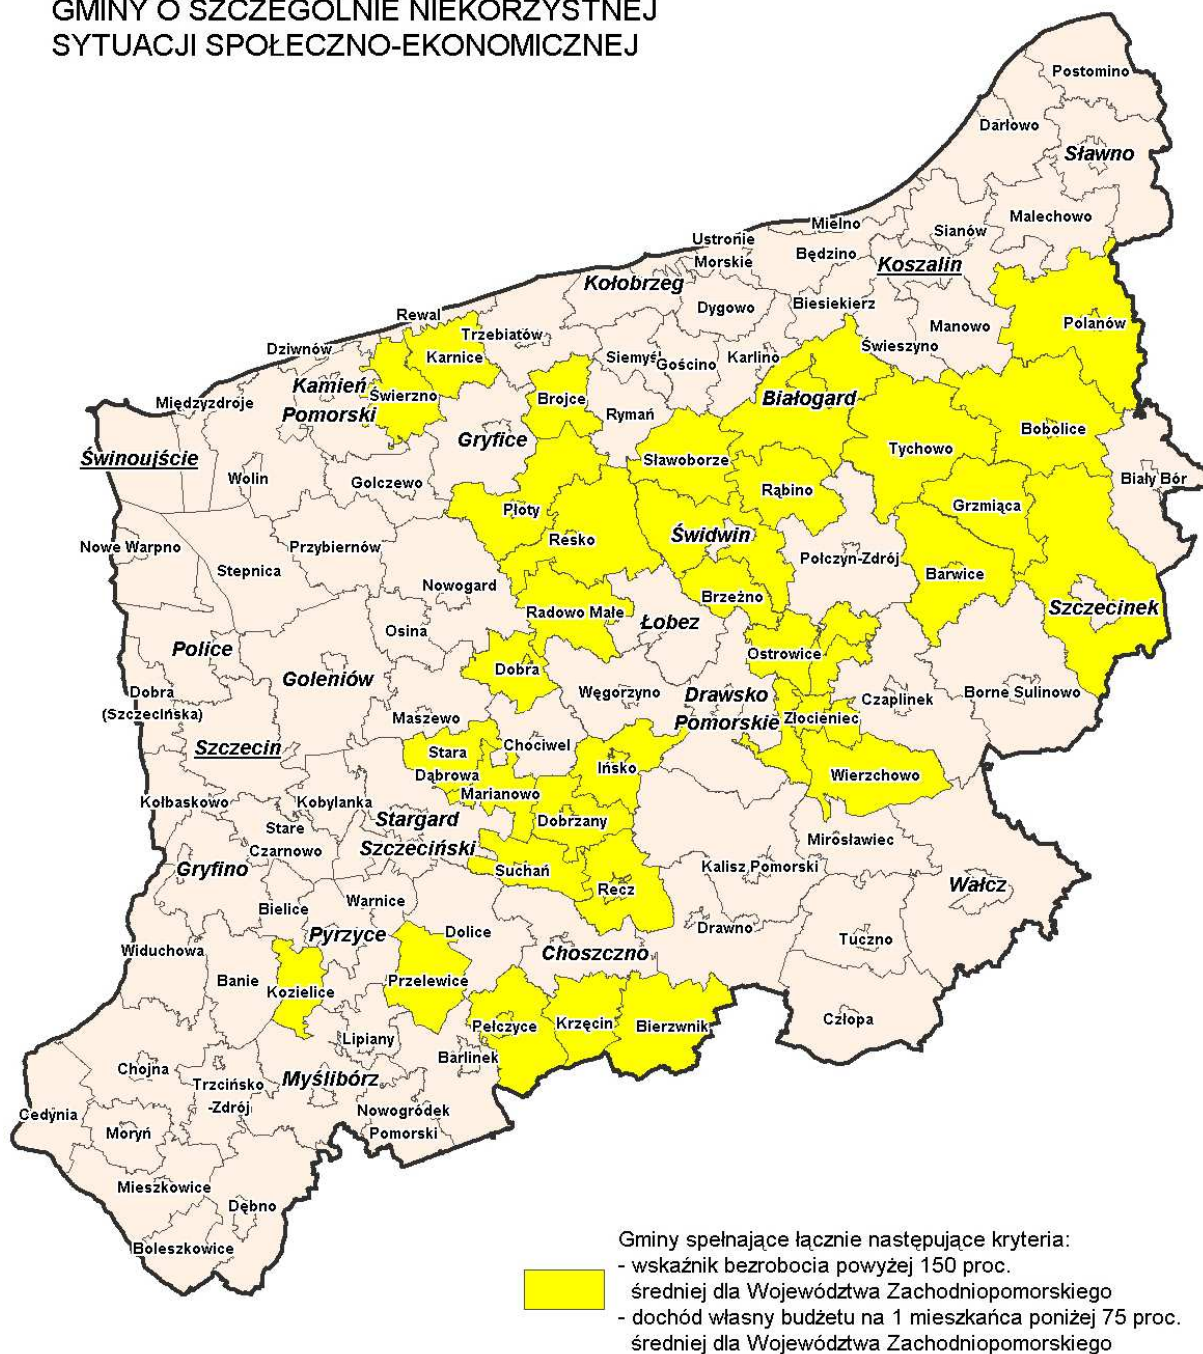 GMINY O SZCZEGÓLNIE NIEKORZYSTNEJ
SYTUACJI SPOŁECZNO-EKONOMICZNEJ
Postomino
Darłowo
Sławno
Malechowo
Mielno
Sianów
Ustronie
Morskie
Będzino
Koszalin
Kołobrzeg
Dygowo
Biesiekierz
Manowo
Polanów
Rewal
Trzebiatów
Świeszyno
Dziwnów
Karnice
Siemyśl
Gościno
Karlino
Kamień
Pomorski
Świerzno
Międzyzdroje
Brojce
Rymań
Białogard
Gryfice
Bobolice
Tychowo
Świnoujście
Sławoborze
Wolin
Golczewo
Rąbino
Biały Bór
Płoty
Grzmiąca
Resko
Świdwin
Nowe Warpno
Przybiernów
Połczyn-Zdrój
Stepnica
Nowogard
Barwice
Brzeżno
Radowo Małe
Szczecinek
Osina
Łobez
Police
Ostrowice
Goleniów
Dobra
Węgorzyno
Drawsko
Pomorskie
Czaplinek
Borne Sulinowo
Dobra
(Szczecińska)
Maszewo
Złocieniec
Szczecin
Chociwel
Stara
Dąbrowa
Ińsko
Wierzchowo
Marianowo
Kołbaskowo
Kobylanka
Stargard
Szczeciński
Dobrzany
Stare
Czarnowo
Mirosławiec
Gryfino
Suchań
Kalisz Pomorski
Recz
Wałcz
Bielice
Warnice
Pyrzyce
Dolice
Drawno
Tuczno
Widuchowa
Choszczno
Banie
Kozielice
Przelewice
Pełczyce
Krzęcin
Bierzwnik
Człopa
Lipiany
Barlinek
Chojna
Trzcińsko
-Zdrój
Myślibórz
Cedynia
Nowogródek
Pomorski
Moryń
Mieszkowice
Dębno
Boleszkowice
Gminy spełnające łącznie następujące kryteria:
- wskaźnik bezrobocia powyżej 150 proc.
średniej dla Województwa Zachodniopomorskiego
- dochód własny budżetu na 1 mieszkańca poniżej 75 proc.
średniej dla Województwa Zachodniopomorskiego